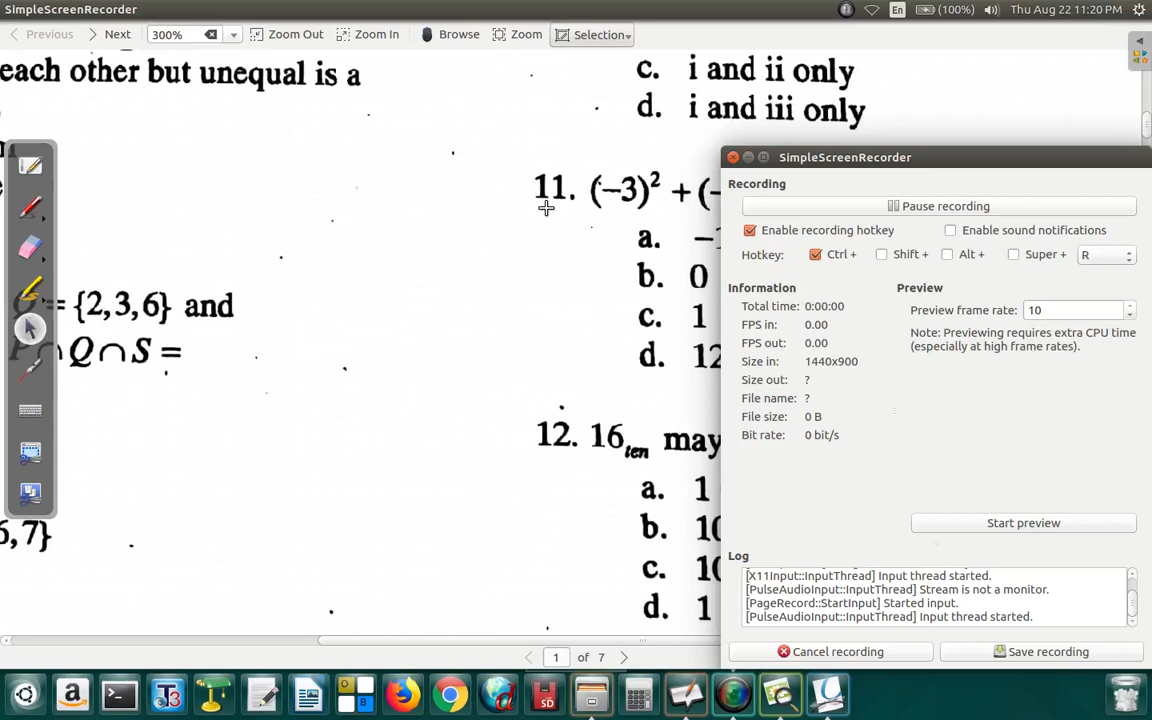 SimpleScreenRecorder
En (100%) Thu Aug 22 11:20 PM
Previous Next 300% Zoom Out Zoom In Browse Zoom Selection
each other but unequal is a
= {2,3,6} and
∩ Q ∩ S =
6,7}
c. i and ii only
d. i and iii only
11. (−3)² + (−
a. −1
b. 0
c. 1
d. 12
12. 16ten may
a. 1
b. 10
c. 10
d. 1
SimpleScreenRecorder
Recording
Pause recording
Enable recording hotkey Enable sound notifications
Hotkey: Ctrl + Shift + Alt + Super + R
Information
Total time: 0:00:00
FPS in: 0.00
FPS out: 0.00
Size in: 1440x900
Size out: ?
File name: ?
File size: 0 B
Bit rate: 0 bit/s
Preview
Preview frame rate: 10
Note: Previewing requires extra CPU time
(especially at high frame rates).
Start preview
Log
[X11Input::InputThread] Input thread started.
[PulseAudioInput::InputThread] Stream is not a monitor.
[PageRecord::StartInput] Started input.
[PulseAudioInput::InputThread] Input thread started.
Cancel recording Save recording
1 of 7
T3
O
B
SD